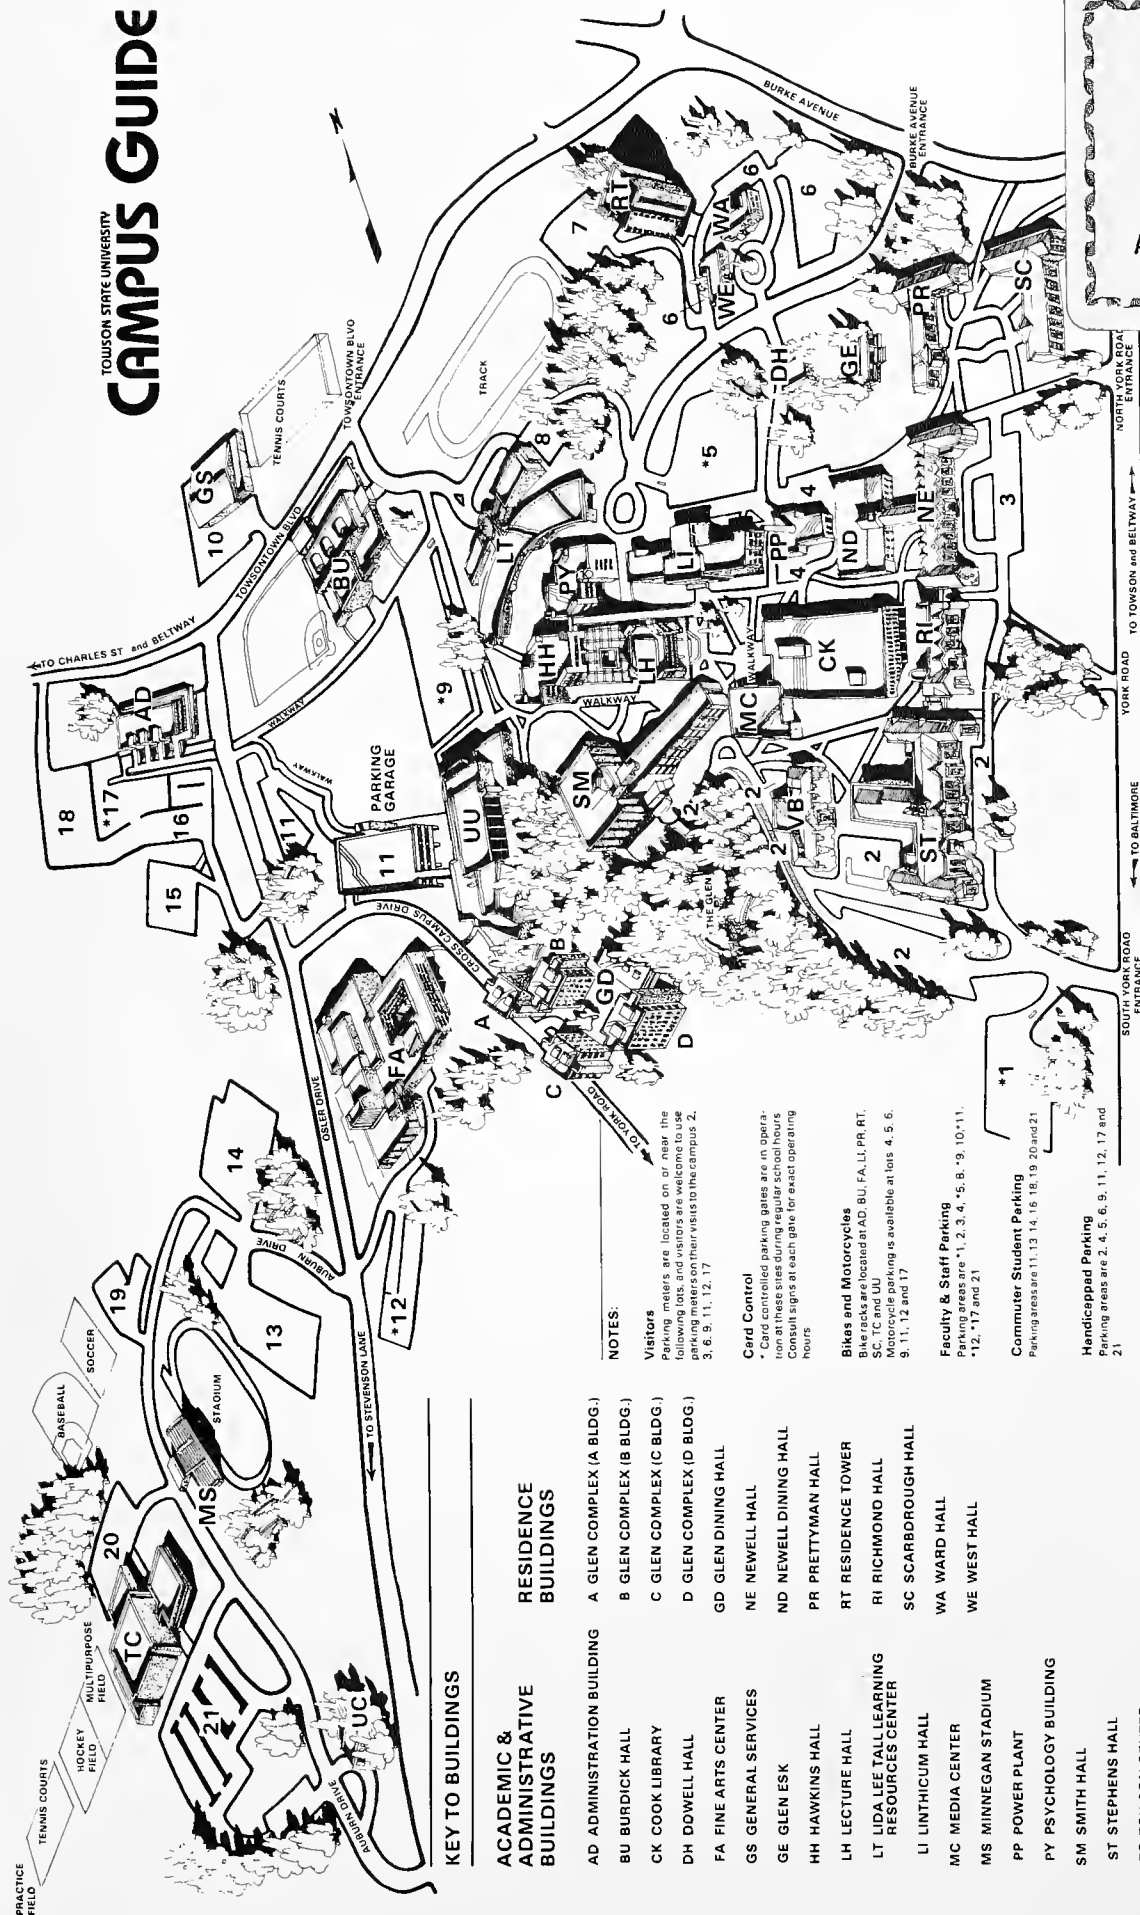 TOWSON STATE UNIVERSITY
CAMPUS GUIDE
N
PRACTICE
FIELD
TENNIS COURTS
HOCKEY
FIELD
MULTIPURPOSE
FIELD
BASEBALL
SOCCER
TC
20
21
UC
AUBURN DRIVE
MS
STADIUM
19
13
14
AUBURN
DRIVE
TO STEVENSON LANE
*12
OSLER DRIVE
FA
15
16
*17
18
AD
TO CHARLES ST and BELTWAY
WALKWAY
WALKWAY
11
11
PARKING
GARAGE
CROSS CAMPUS DRIVE
A
B
C
D
GD
TO YORK ROAD
THE GLEN
UU
*9
10
GS
TENNIS COURTS
TOWSONTOWN BLVD
TOWSONTOWN BLVD
ENTRANCE
BU
TRACK
LT
8
7
RT
6
WE
WA
6
6
BURKE AVENUE
BURKE AVENUE
ENTRANCE
HH
PY
LH
LI
*5
DH
GE
PR
SC
WALKWAY
SM
MC
WALKWAY
CK
PP
4
4
ND
NE
RI
3
2
2
2
VB
2
ST
2
2
*1
SOUTH YORK ROAD
ENTRANCE
TO BALTIMORE
YORK ROAD
TO TOWSON and BELTWAY
NORTH YORK ROAD
ENTRANCE
KEY TO BUILDINGS
ACADEMIC &
ADMINISTRATIVE
BUILDINGS
AD ADMINISTRATION BUILDING
BU BURDICK HALL
CK COOK LIBRARY
DH DOWELL HALL
FA FINE ARTS CENTER
GS GENERAL SERVICES
GE GLEN ESK
HH HAWKINS HALL
LH LECTURE HALL
LT LIDA LEE TALL LEARNING
RESOURCES CENTER
LI LINTHICUM HALL
MC MEDIA CENTER
MS MINNEGAN STADIUM
PP POWER PLANT
PY PSYCHOLOGY BUILDING
SM SMITH HALL
ST STEPHENS HALL
RESIDENCE
BUILDINGS
A GLEN COMPLEX (A BLDG.)
B GLEN COMPLEX (B BLDG.)
C GLEN COMPLEX (C BLDG.)
D GLEN COMPLEX (D BLDG.)
GD GLEN DINING HALL
NE NEWELL HALL
ND NEWELL DINING HALL
PR PRETTYMAN HALL
RT RESIDENCE TOWER
RI RICHMOND HALL
SC SCARBOROUGH HALL
WA WARD HALL
WE WEST HALL
NOTES:
Visitors
Parking meters are located on or near the
following lots, and visitors are welcome to use
parking meters on their visits to the campus 2,
3, 6, 9, 11, 12, 17
Card Control
* Card controlled parking gates are in opera-
tion at these sites during regular school hours
Consult signs at each gate for exact operating
hours
Bikes and Motorcycles
Bike racks are located at AD, BU, FA, LI, PR, RT,
SC, TC and UU
Motorcycle parking is available at lots 4, 5, 6,
9, 11, 12 and 17
Faculty & Staff Parking
Parking areas are *1, 2, 3, 4, *5, 8, *9, 10, *11,
*12, *17 and 21
Commuter Student Parking
Parking areas are 11, 13, 14, 16, 18, 19, 20 and 21
Handicapped Parking
Parking areas are 2, 4, 5, 6, 9, 11, 12, 17 and
21